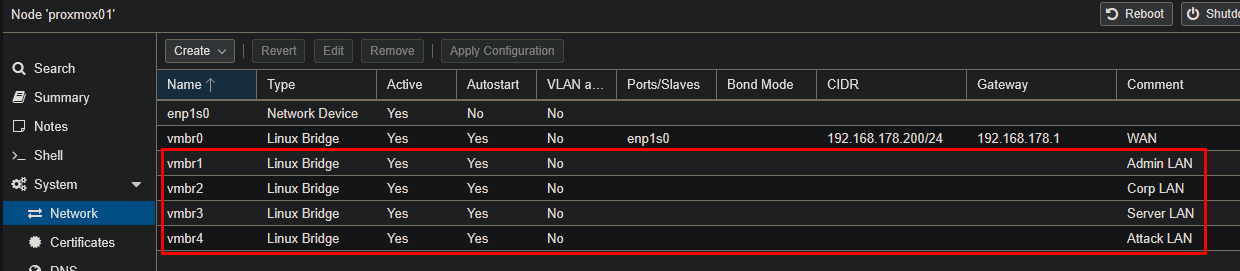 Node 'proxmox01' Reboot Shutdo
Create Revert Edit Remove Apply Configuration
Search
Summary
Notes
Shell
System
Network
Certificates
DNS
Name Type Active Autostart VLAN a... Ports/Slaves Bond Mode CIDR Gateway Comment
enp1s0 Network Device Yes No No
vmbr0 Linux Bridge Yes Yes No enp1s0 192.168.178.200/24 192.168.178.1 WAN
vmbr1 Linux Bridge Yes Yes No Admin LAN
vmbr2 Linux Bridge Yes Yes No Corp LAN
vmbr3 Linux Bridge Yes Yes No Server LAN
vmbr4 Linux Bridge Yes Yes No Attack LAN